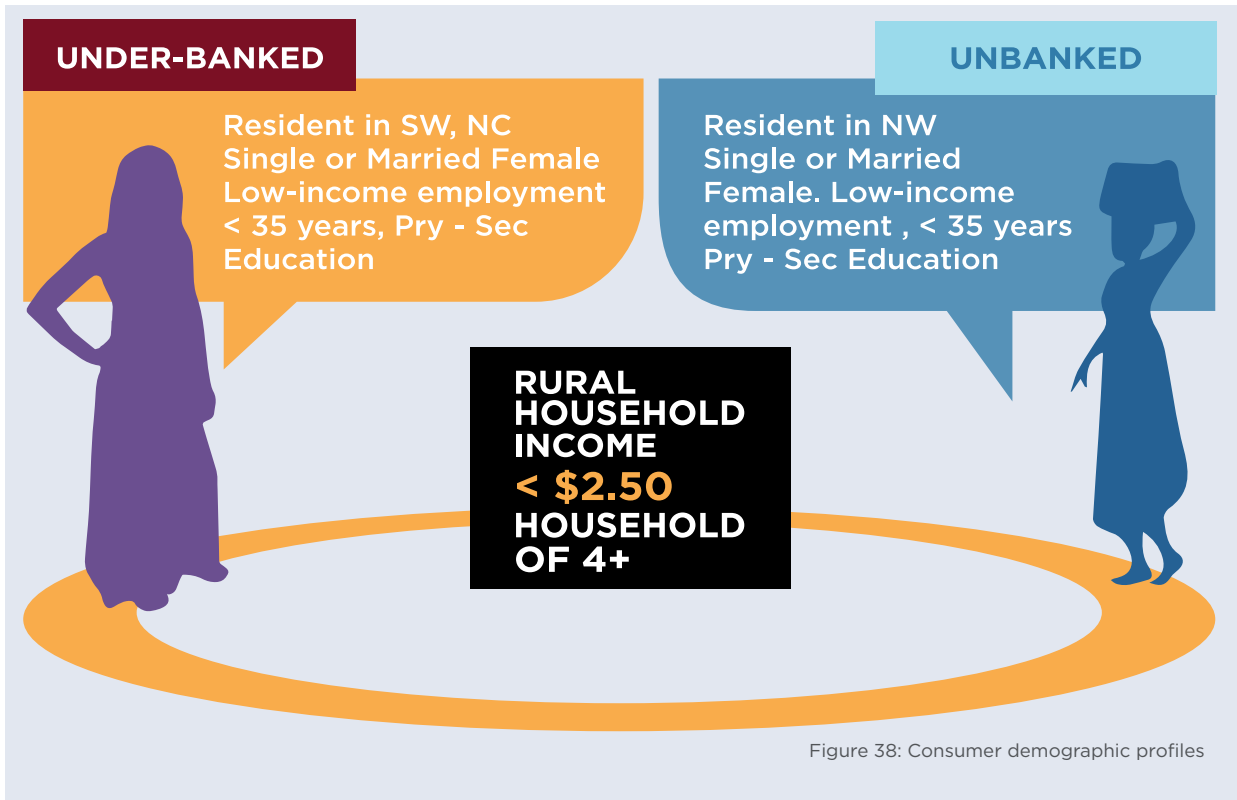 UNDER-BANKED
Resident in SW, NC
Single or Married Female
Low-income employment
< 35 years, Pry - Sec
Education
UNBANKED
Resident in NW
Single or Married
Female. Low-income
employment , < 35 years
Pry - Sec Education
RURAL
HOUSEHOLD
INCOME
< $2.50
HOUSEHOLD
OF 4+
Figure 38: Consumer demographic profiles